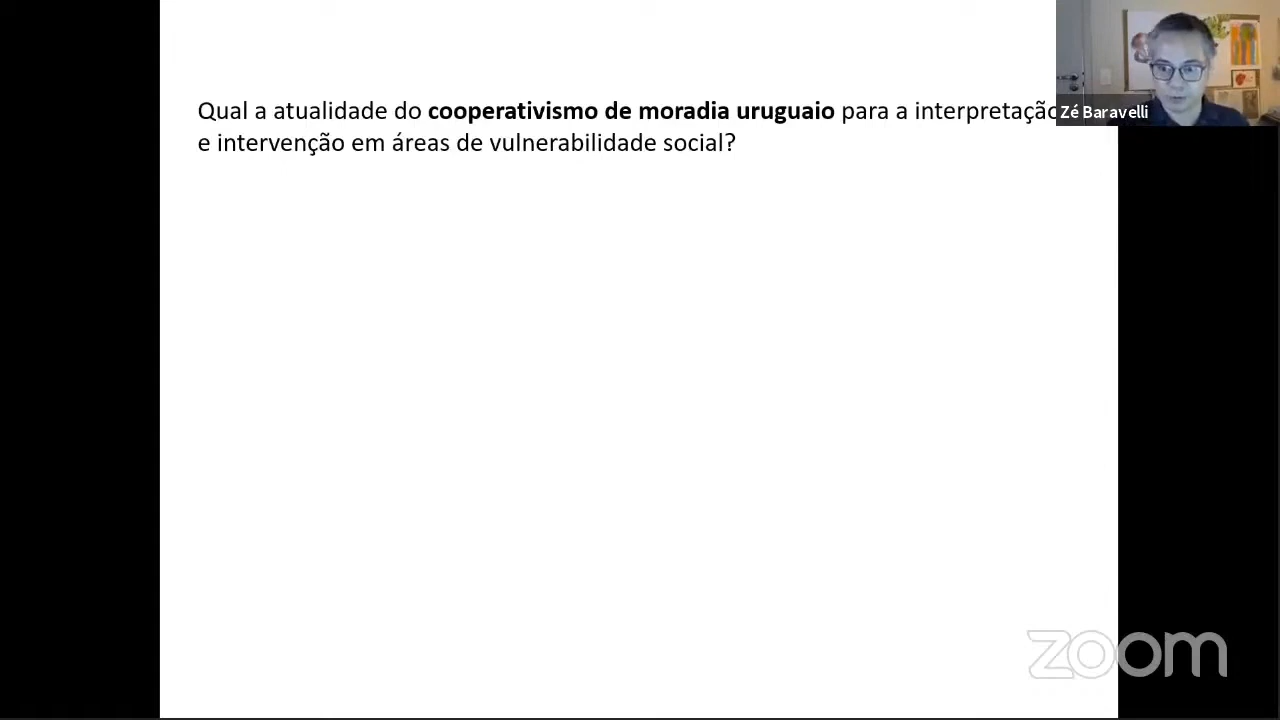 Qual a atualidade do cooperativismo de moradia uruguaio para a interpretação
e intervenção em áreas de vulnerabilidade social?
Zé Baravelli
zoom